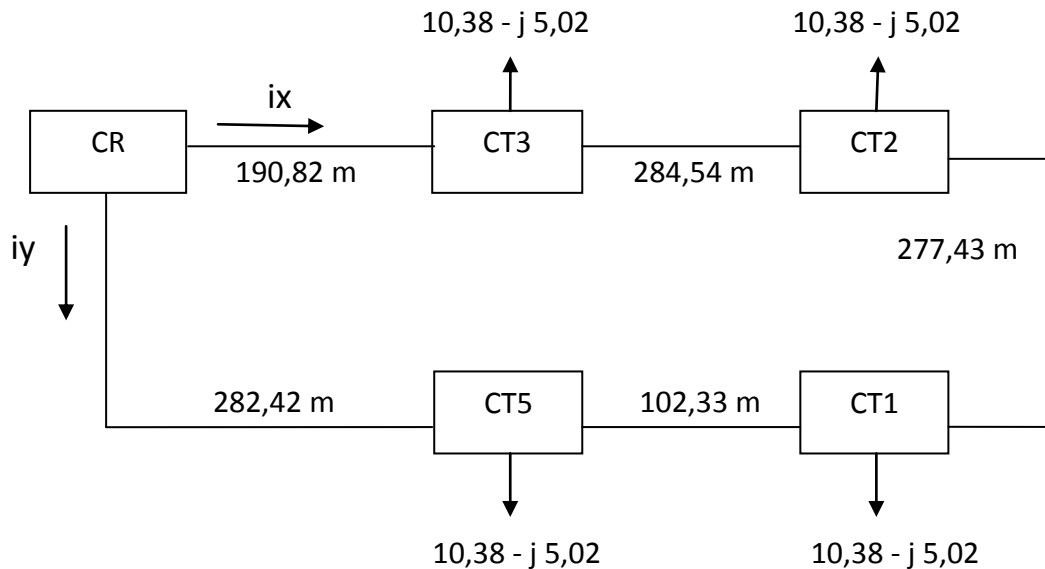 10,38 - j 5,02
10,38 - j 5,02
ix
CR
CT3
CT2
190,82 m
284,54 m
iy
277,43 m
282,42 m
CT5
102,33 m
CT1
10,38 - j 5,02
10,38 - j 5,02